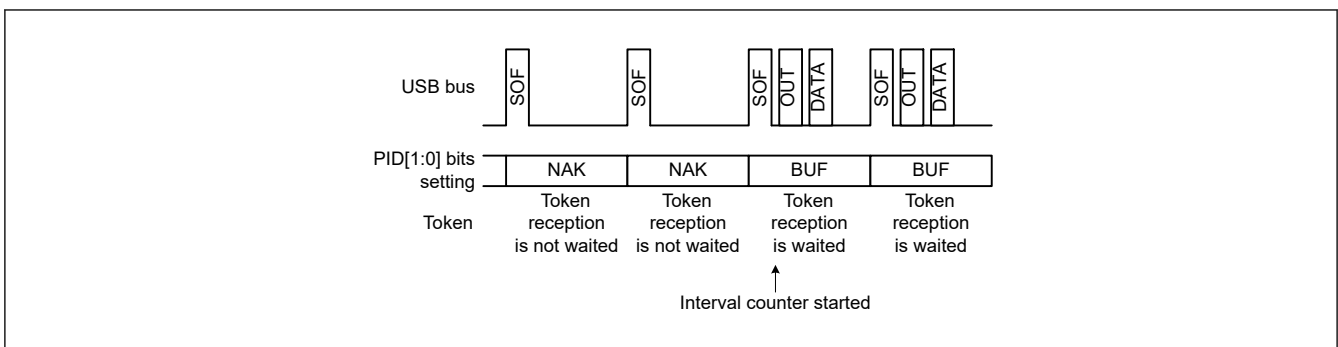 USB bus
SOF
SOF
SOF
OUT
DATA
SOF
OUT
DATA
PID[1:0] bits
setting
NAK
NAK
BUF
BUF
Token
Token
reception
is not waited
Token
reception
is not waited
Token
reception
is waited
Token
reception
is waited
Interval counter started